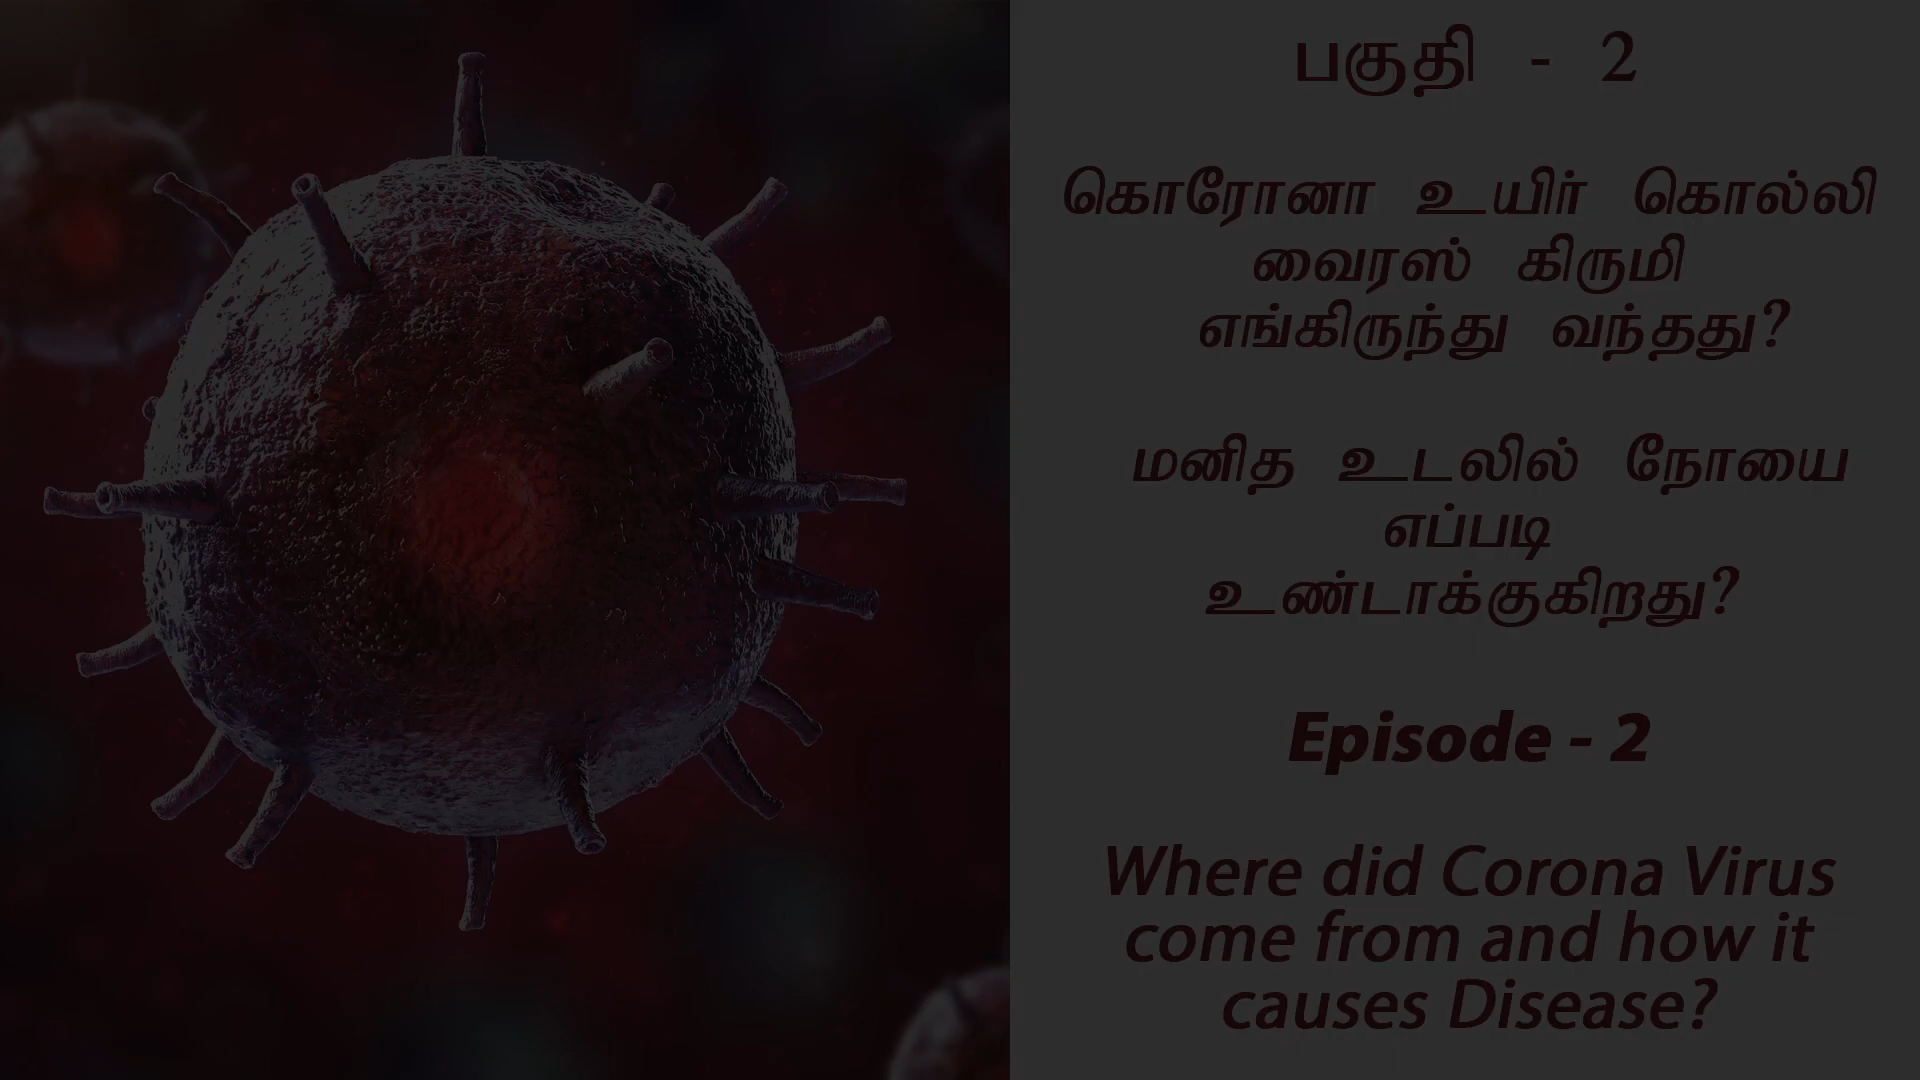 பகுதி - 2
கொரோனா உயிர் கொல்லி
வைரஸ் கிருமி
எங்கிருந்து வந்தது?
மனித உடலில் நோயை
எப்படி
உண்டாக்குகிறது?
Episode - 2
Where did Corona Virus
come from and how it
causes Disease?